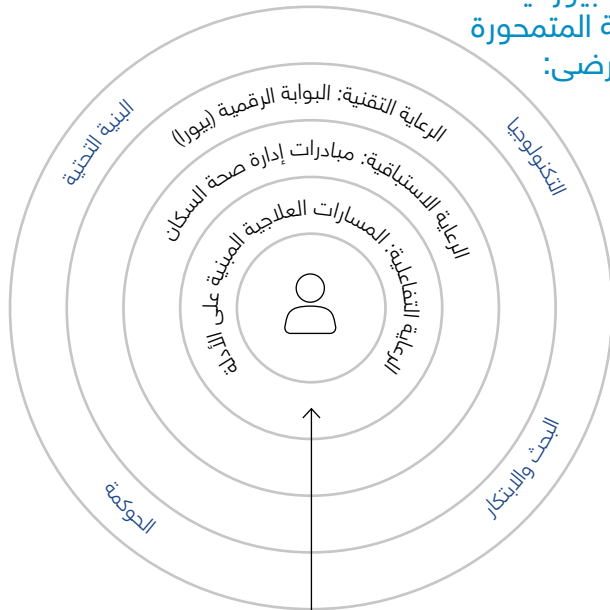 ة المتمحورة
رضى:
البنية التحتية
التكنولوجيا
الرعاية التقنية: البوابة الرقمية (بيورا)
الرعاية الاستباقية: مبادرات إدارة صحة السكان
الرعاية التفاعلية: المسارات العلاجية المبنية على الأدلة
الحوكمة
البحث والابتكار